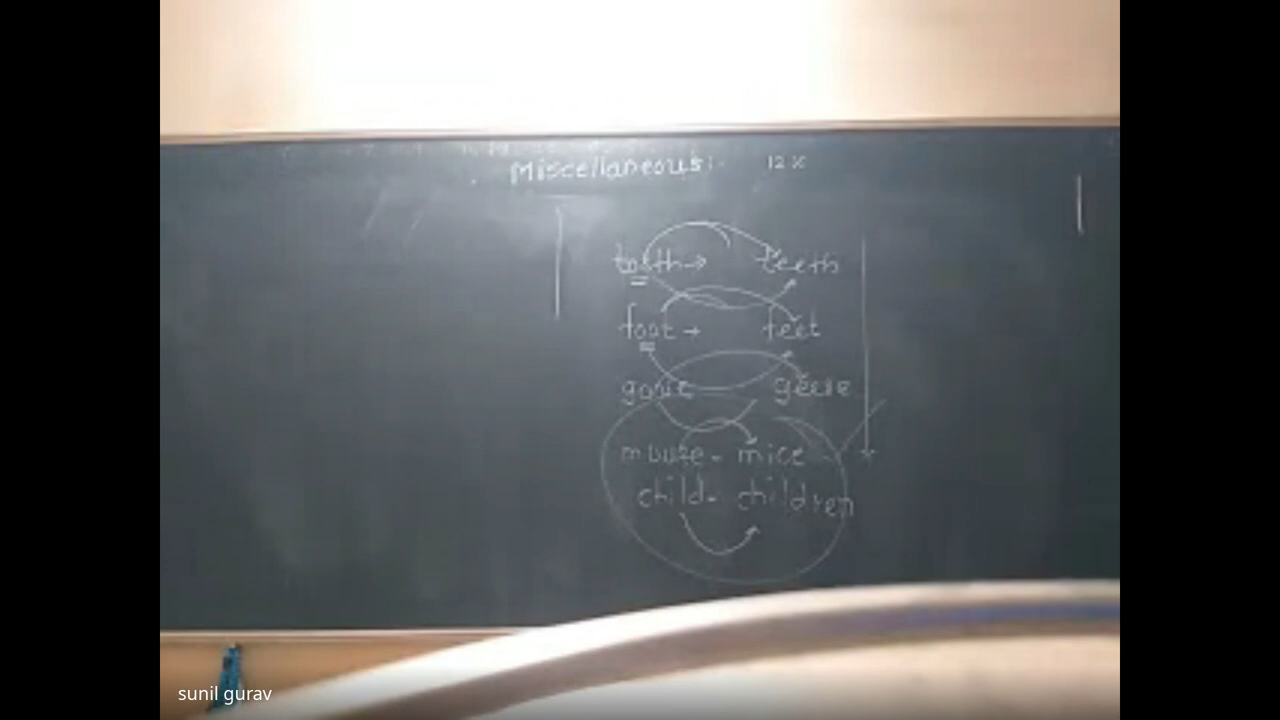 Miscellaneous:-
tooth → teeth
foot → feet
goose geese
mouse - mice
child - children
sunil gurav